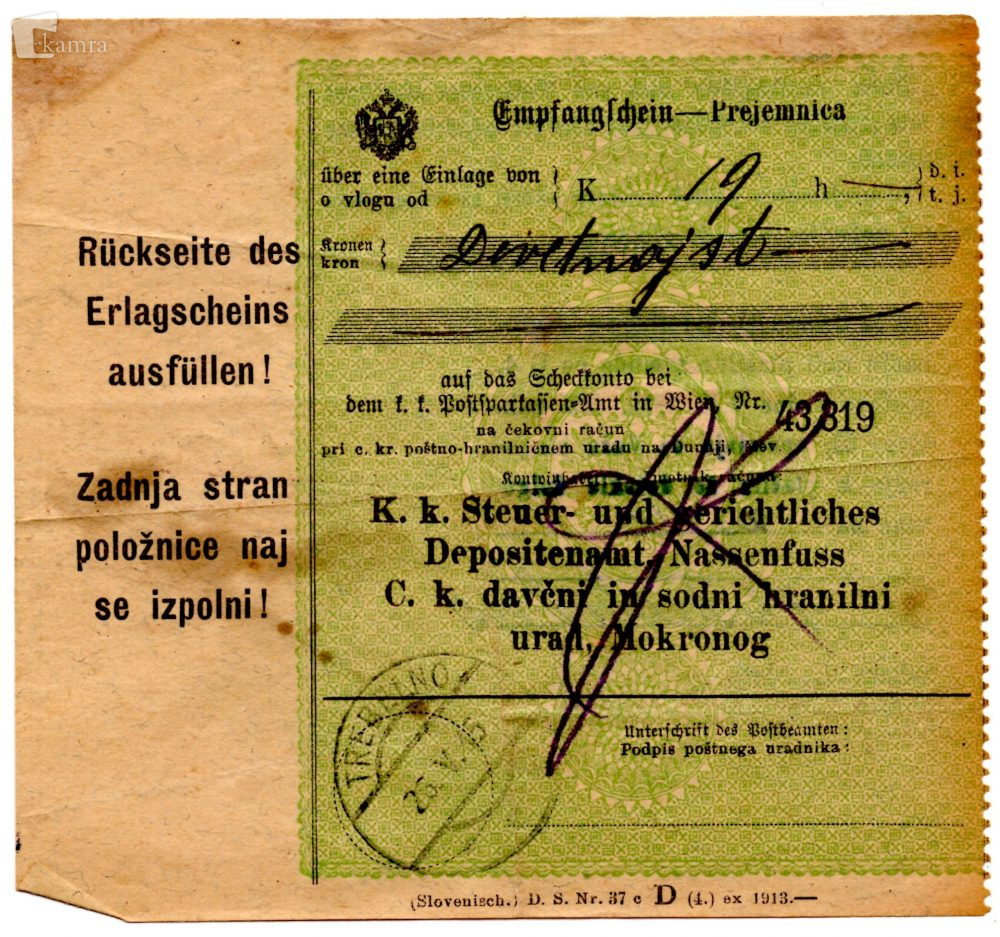 kamra
Empfangschein—Prejemnica
über eine Einlage von
o vlogu od
K 19 h —, d. i.
t. j.
Kronen
kron
Devetnajst —
Rückseite des
Erlagscheins
ausfüllen!
Zadnja stran
položnice naj
se izpolni!
auf das Scheckkonto bei
dem k. k. Postsparkassen-Amt in Wien, Nr. 43.819
na čekovni račun
pri c. kr. poštno-hranilničnem uradu na Dunaji, štev.
K. k. Steuer- und gerichtliches
Depositenamt, Nassenfuss
C. k. davčni in sodni hranilni
urad, Mokronog
Unterschrift des Postbeamten:
Podpis poštnega uradnika:
(Slovenisch.) D. S. Nr. 37 c D (4.) ex 1913.—